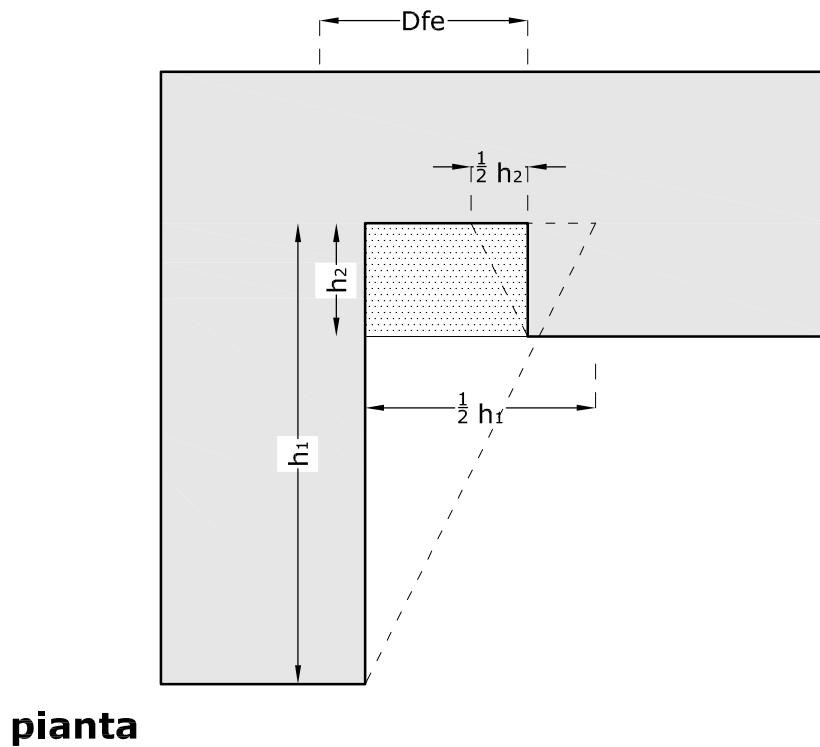 Dfe
½ h₂
h₂
½ h₁
h₁
pianta